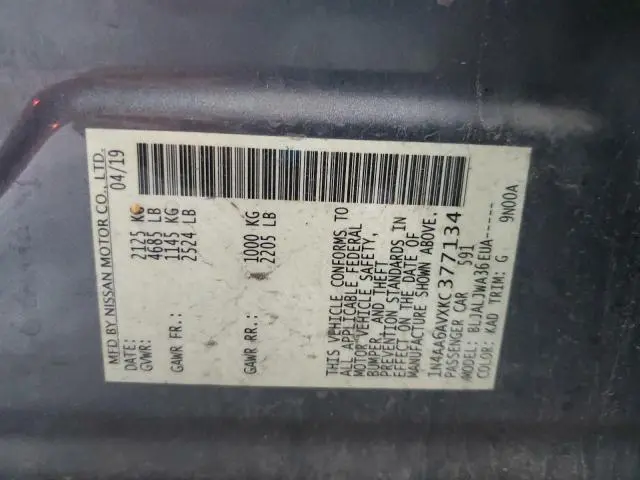 MFD BY NISSAN MOTOR CO., LTD.
DATE: 04/19
GVWR: 2125 KG
4685 LB
GAWR FR: 1145 KG
2524 LB
GAWR RR: 1000 KG
2205 LB
THIS VEHICLE CONFORMS TO
ALL APPLICABLE FEDERAL
MOTOR VEHICLE SAFETY,
BUMPER, AND THEFT
PREVENTION STANDARDS IN
EFFECT ON THE DATE OF
MANUFACTURE SHOWN ABOVE.
1N4AA6AVXKC377134
PASSENGER CAR 591
MODEL: BLJALJWA36EUA-----
COLOR: KAD TRIM: G 9N00A